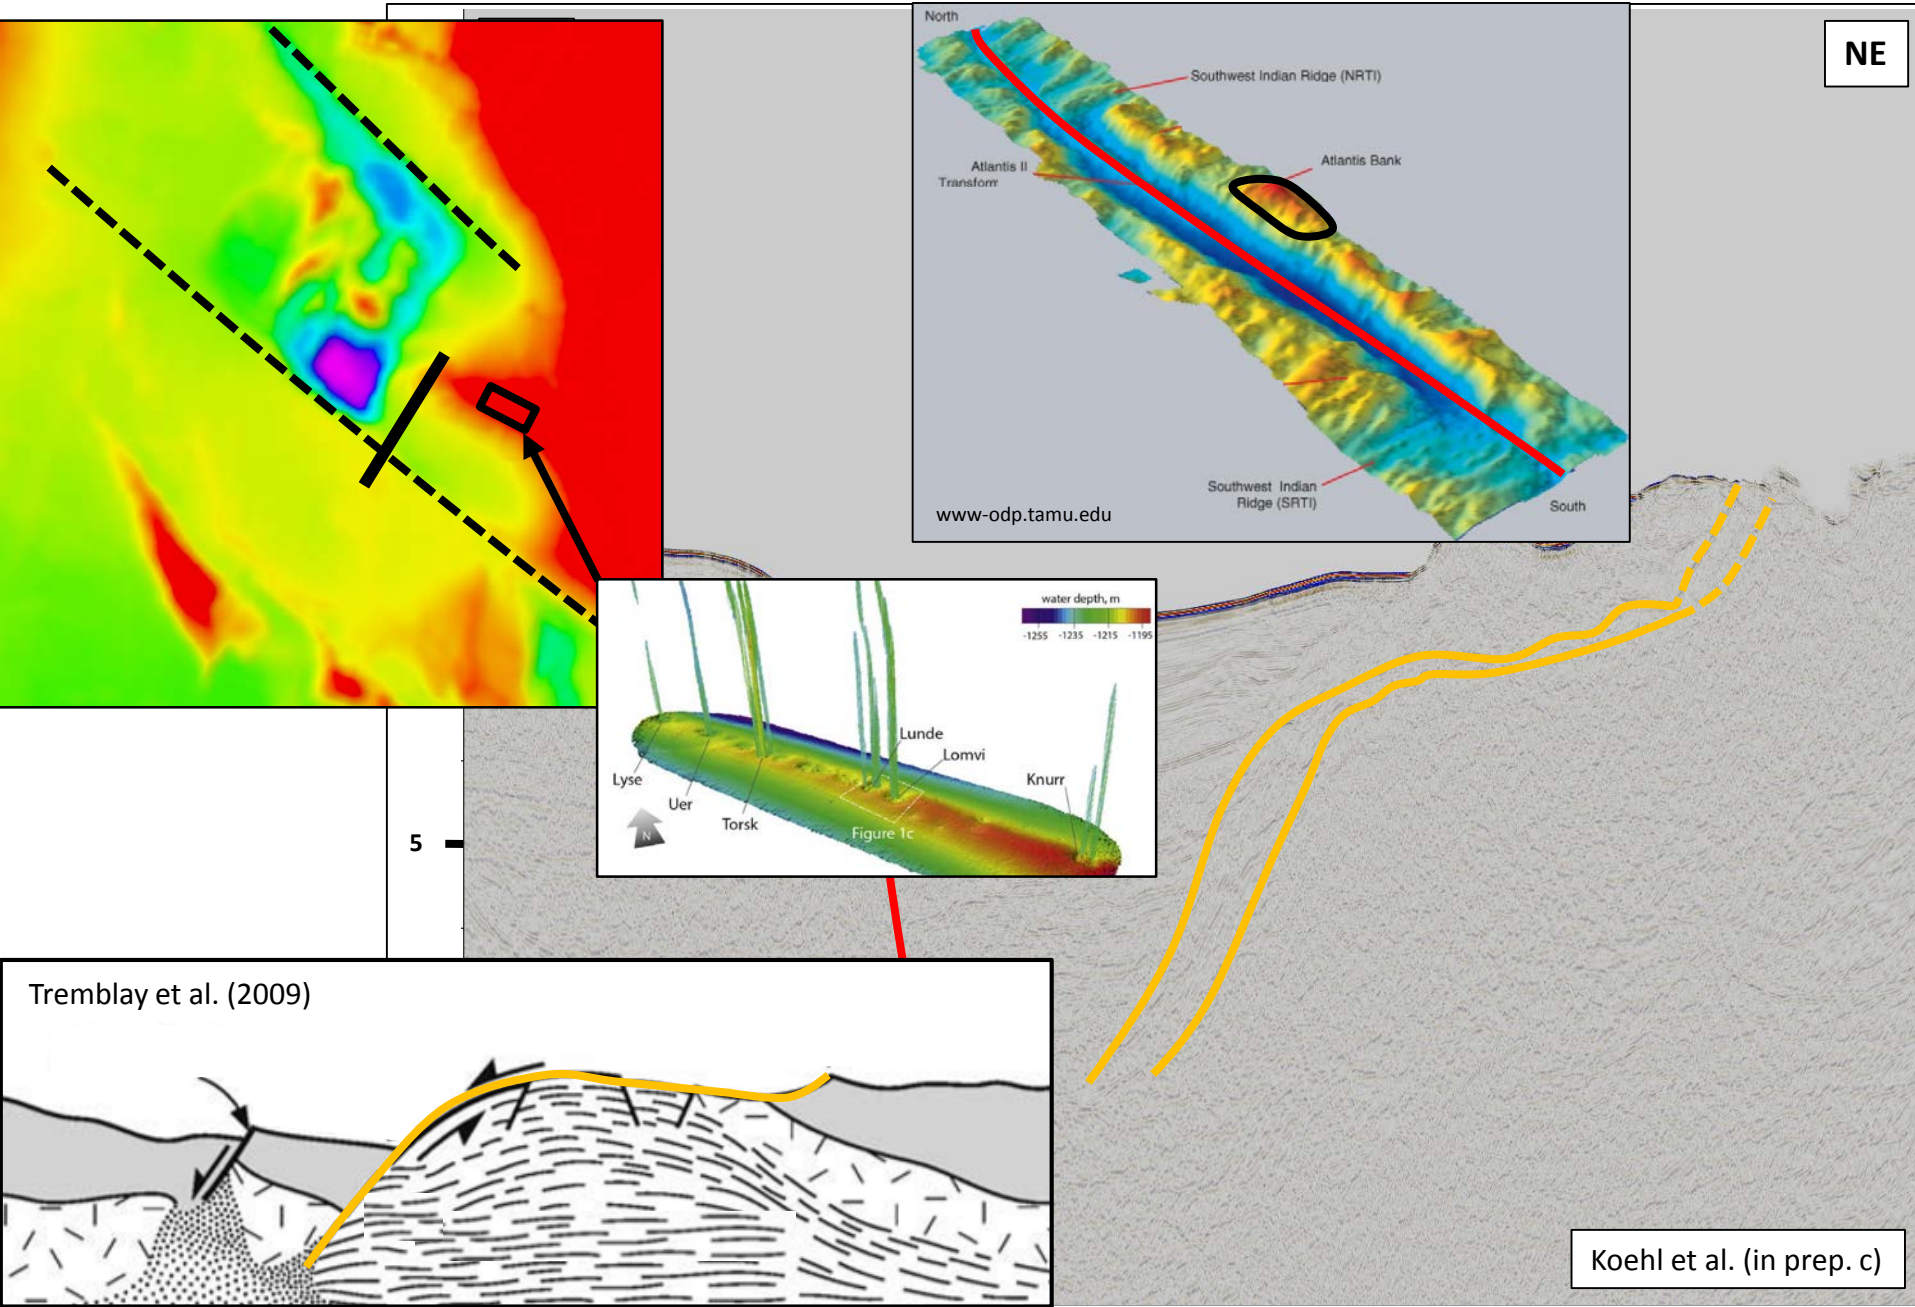 NE
North
Southwest Indian Ridge (NRTI)
Atlantis Bank
Atlantis II
Transform
Southwest Indian
Ridge (SRTI)
South
www-odp.tamu.edu
water depth, m
-1255 -1235 -1215 -1195
Lunde
Lomvi
Knurr
Lyse
Uer
Torsk
Figure 1c
N
5
Tremblay et al. (2009)
Koehl et al. (in prep. c)